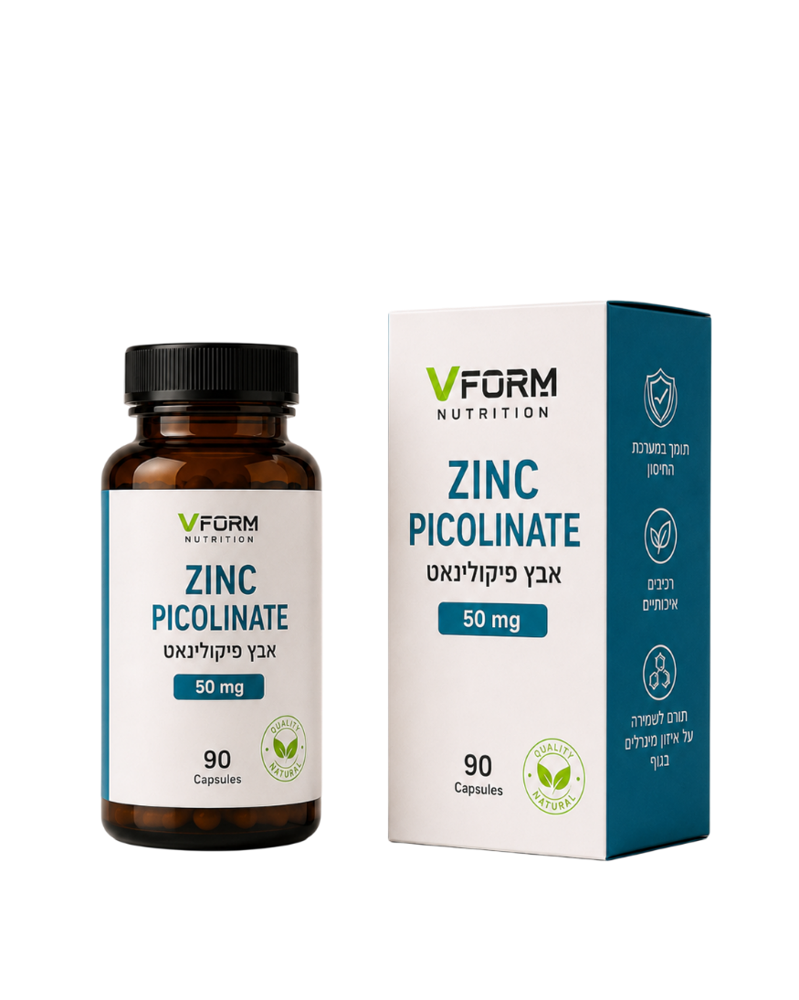 VFORM
NUTRITION
ZINC
PICOLINATE
אבץ פיקולינאט
50 mg
90
Capsules
QUALITY
NATURAL
VFORM
NUTRITION
ZINC
PICOLINATE
אבץ פיקולינאט
50 mg
90
Capsules
QUALITY
NATURAL
תומך במערכת
החיסון
רכיבים
איכותיים
תורם לשמירה
על איזון מינרלים
בגוף